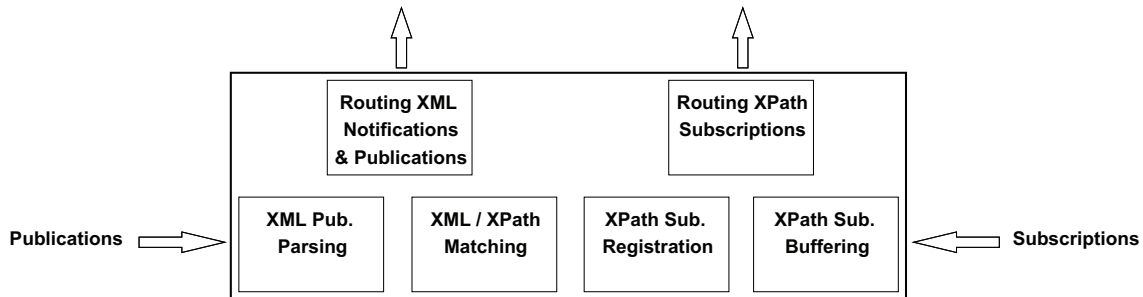 Routing XML
Notifications
& Publications
Routing XPath
Subscriptions
Publications
XML Pub.
Parsing
XML / XPath
Matching
XPath Sub.
Registration
XPath Sub.
Buffering
Subscriptions